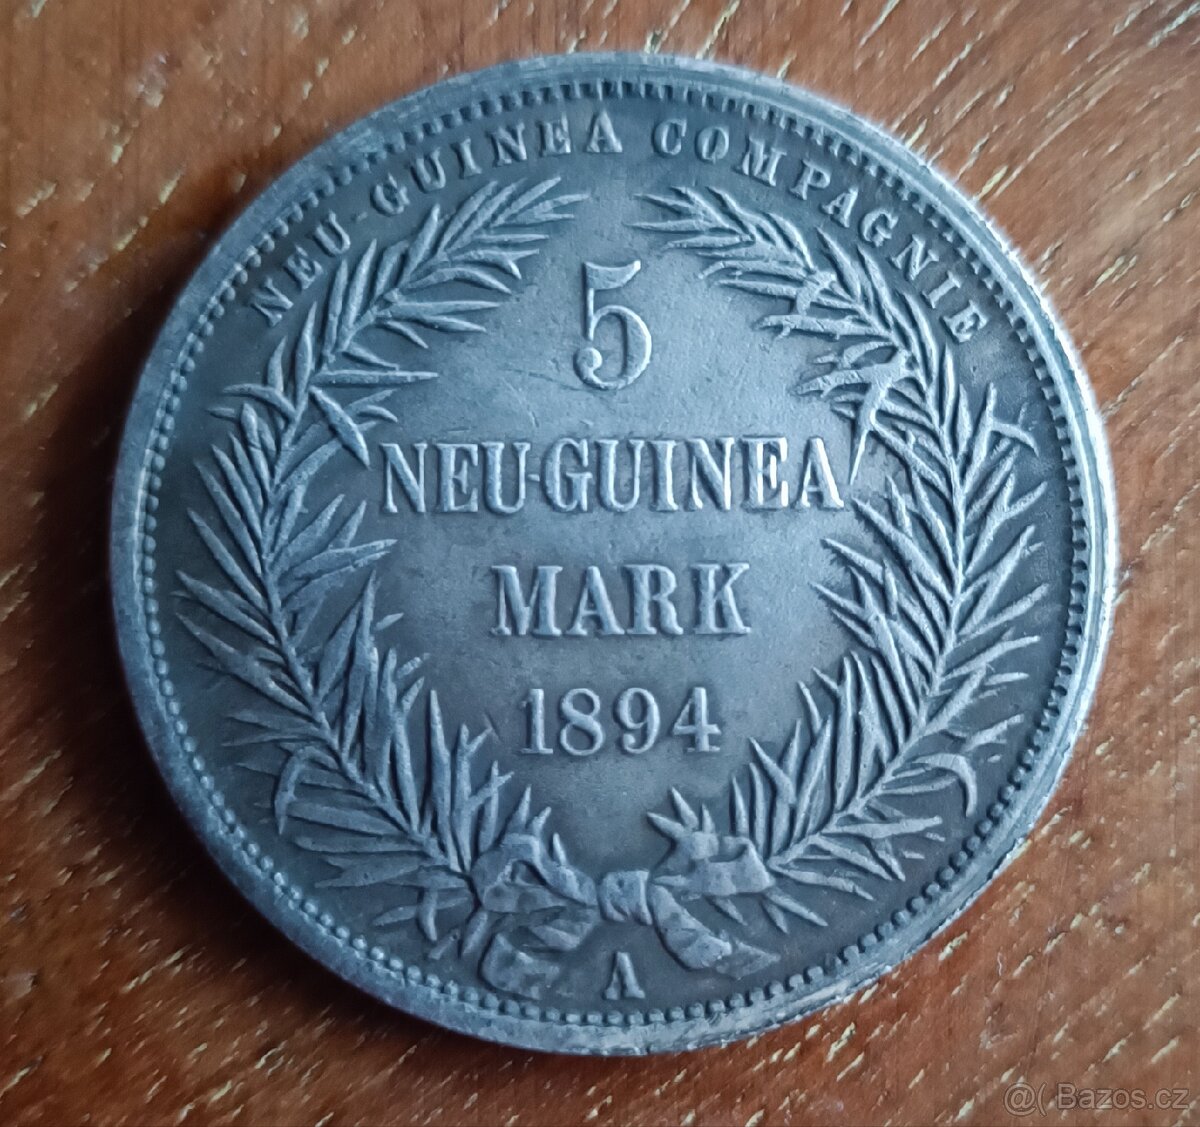 NEU-GUINEA COMPAGNIE
5
NEU-GUINEA
MARK
1894
A
@( Bazos.cz